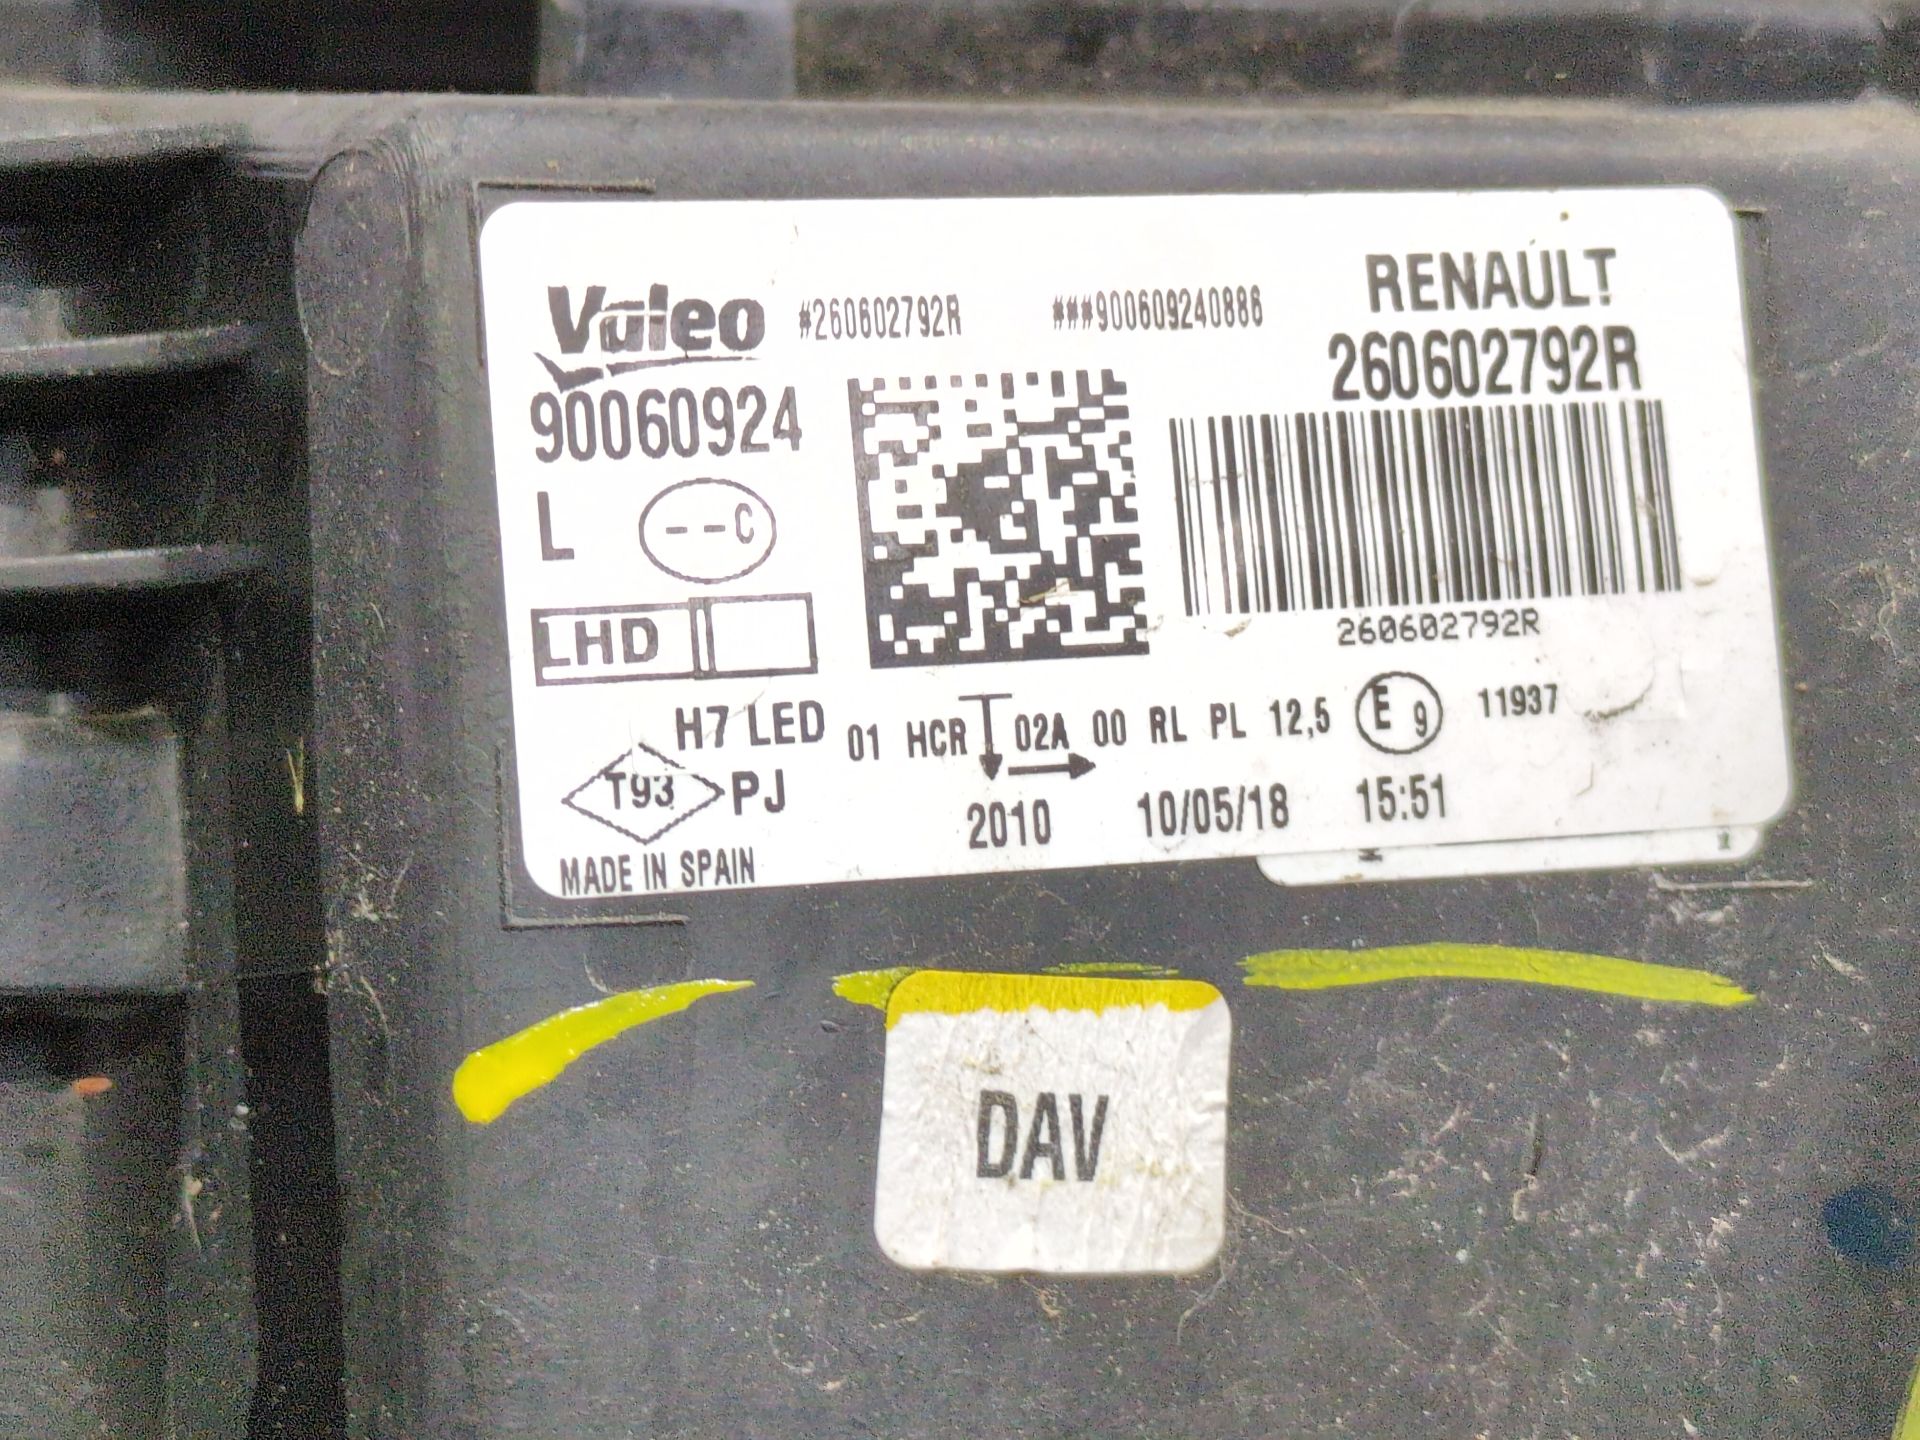 Valeo #260602792R ###900609240886 RENAULT
90060924 260602792R
L --C
LHD 260602792R
H7 LED 01 HCR 02A 00 RL PL 12,5 E 9 11937
T93 PJ 2010 10/05/18 15:51
MADE IN SPAIN
DAV